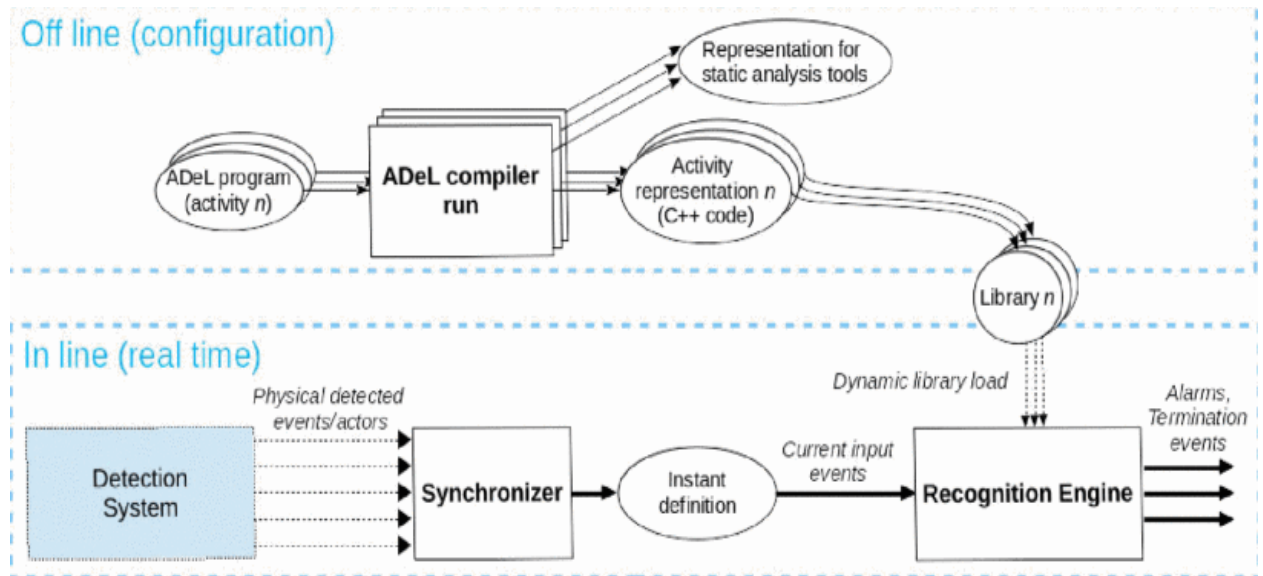 Off line (configuration)
Representation for
static analysis tools
ADeL program
(activity n)
ADeL compiler
run
Activity
representation n
(C++ code)
Library n
In line (real time)
Dynamic library load
Physical detected
events/actors
Alarms,
Termination
events
Detection
System
Synchronizer
Instant
definition
Current input
events
Recognition Engine